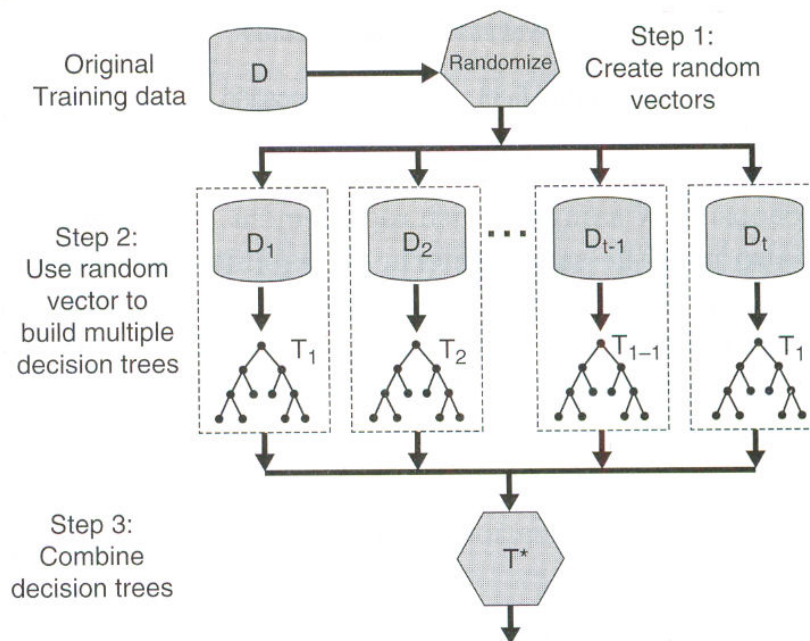 Original
Training data
D
Randomize
Step 1:
Create random
vectors
Step 2:
Use random
vector to
build multiple
decision trees
D1
D2
...
Dt-1
Dt
T1
T2
T1–1
T1
Step 3:
Combine
decision trees
T*